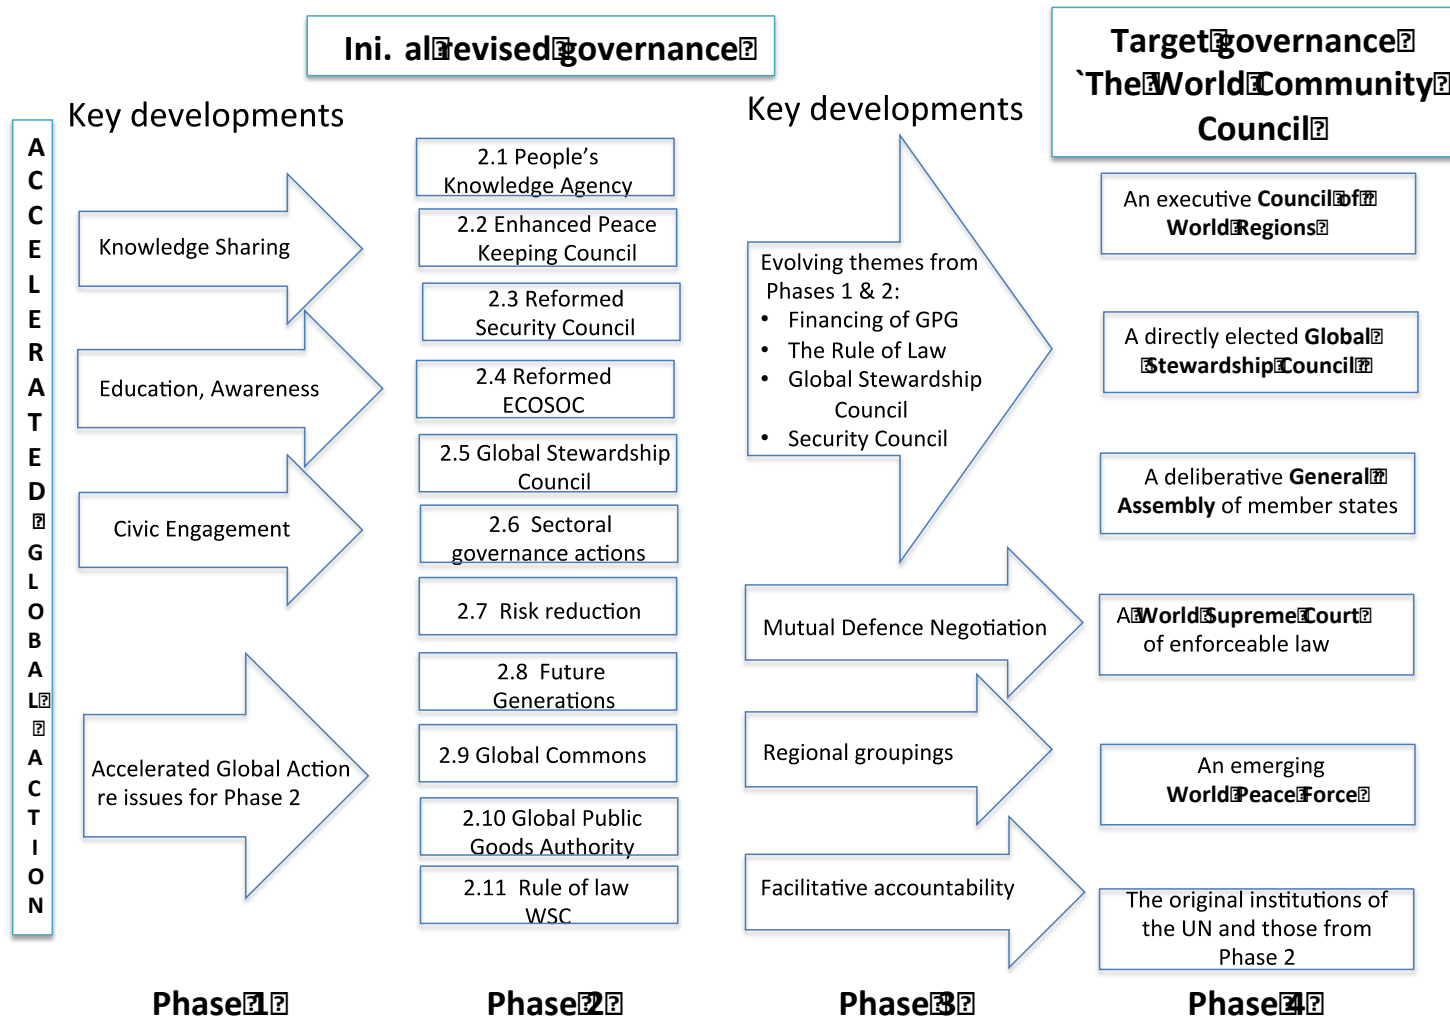 Ini. al revised governance
Target governance
`The World Community
Council
Key developments
Key developments
ACCELERATED GLOBAL ACTION
Knowledge Sharing
Education, Awareness
Civic Engagement
Accelerated Global Action
re issues for Phase 2
2.1 People’s
Knowledge Agency
2.2 Enhanced Peace
Keeping Council
2.3 Reformed
Security Council
2.4 Reformed
ECOSOC
2.5 Global Stewardship
Council
2.6 Sectoral
governance actions
2.7 Risk reduction
2.8 Future
Generations
2.9 Global Commons
2.10 Global Public
Goods Authority
2.11 Rule of law
WSC
Evolving themes from
Phases 1 & 2:
• Financing of GPG
• The Rule of Law
• Global Stewardship
Council
• Security Council
Mutual Defence Negotiation
Regional groupings
Facilitative accountability
An executive Council of
World Regions
A directly elected Global
Stewardship Council
A deliberative General
Assembly of member states
A World Supreme Court
of enforceable law
An emerging
World Peace Force
The original institutions of
the UN and those from
Phase 2
Phase 1
Phase 2
Phase 3
Phase 4